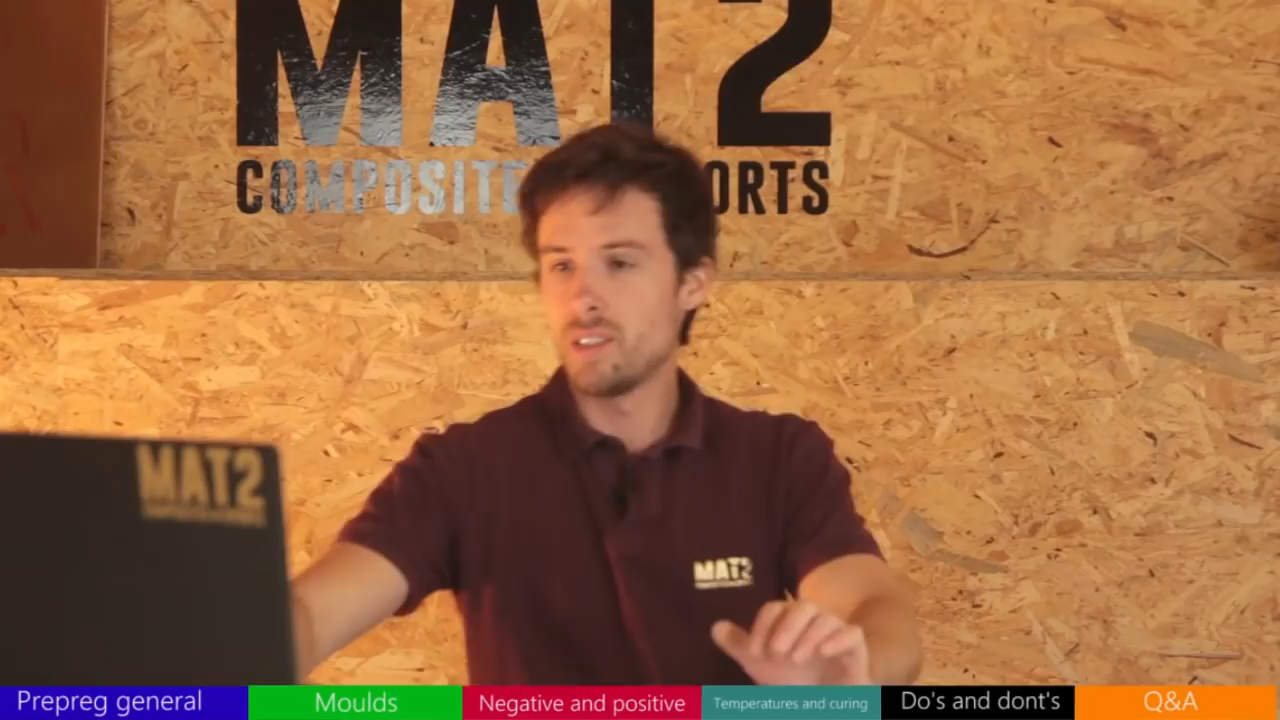 MAT2
COMPOSITE ORTS
MAT2
MAT2
Prepreg general
Moulds
Negative and positive
Temperatures and curing
Do's and dont's
Q&A